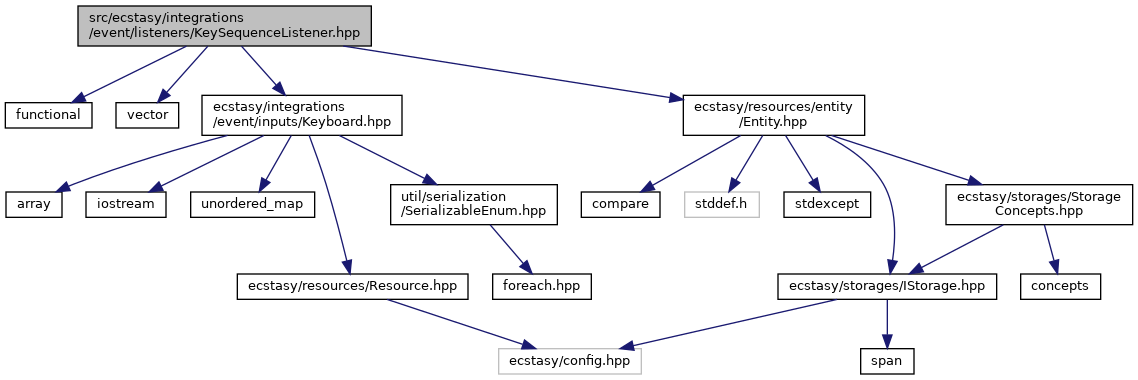 src/ecstasy/integrations
/event/listeners/KeySequenceListener.hpp
functional
vector
ecstasy/integrations
/event/inputs/Keyboard.hpp
ecstasy/resources/entity
/Entity.hpp
array
iostream
unordered_map
util/serialization
/SerializableEnum.hpp
compare
stddef.h
stdexcept
ecstasy/storages/Storage
Concepts.hpp
ecstasy/resources/Resource.hpp
foreach.hpp
ecstasy/storages/IStorage.hpp
concepts
ecstasy/config.hpp
span